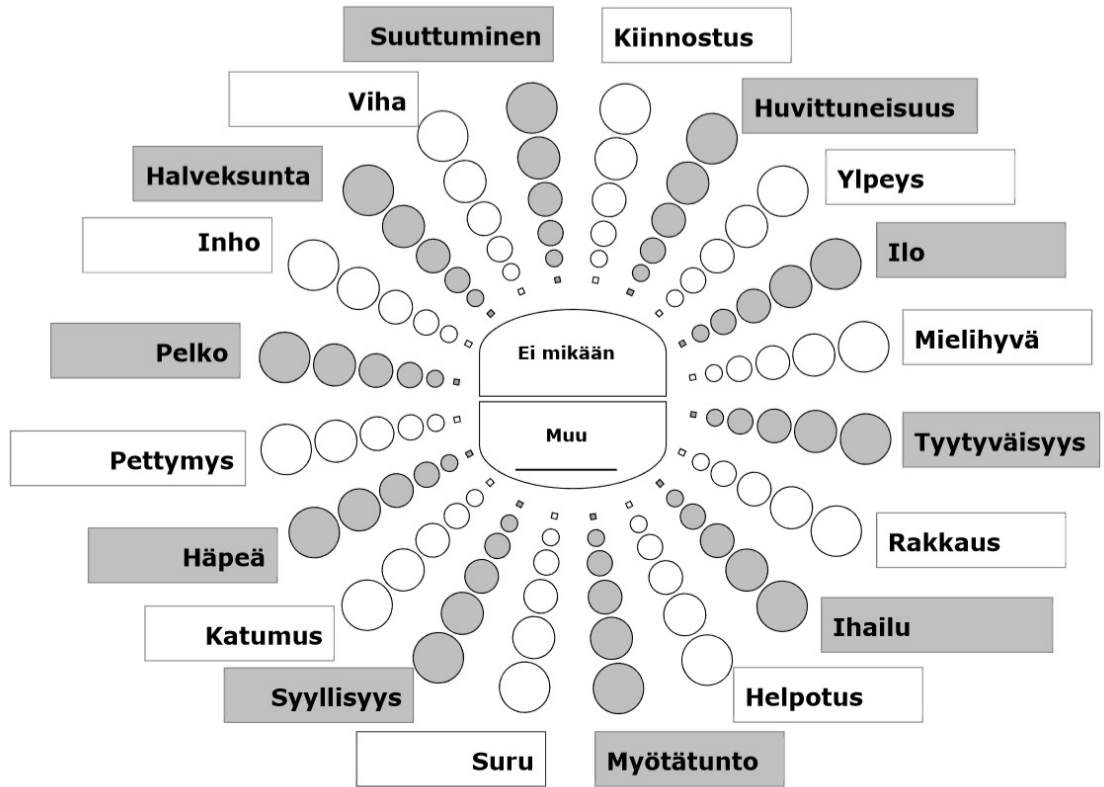 Suuttuminen
Kiinnostus
Viha
Huvittuneisuus
Halveksunta
Ylpeys
Inho
Ilo
Pelko
Ei mikään
Mielihyvä
Pettymys
Muu
Tyytyväisyys
Häpeä
Rakkaus
Katumus
Ihailu
Syyllisyys
Helpotus
Suru
Myötätunto